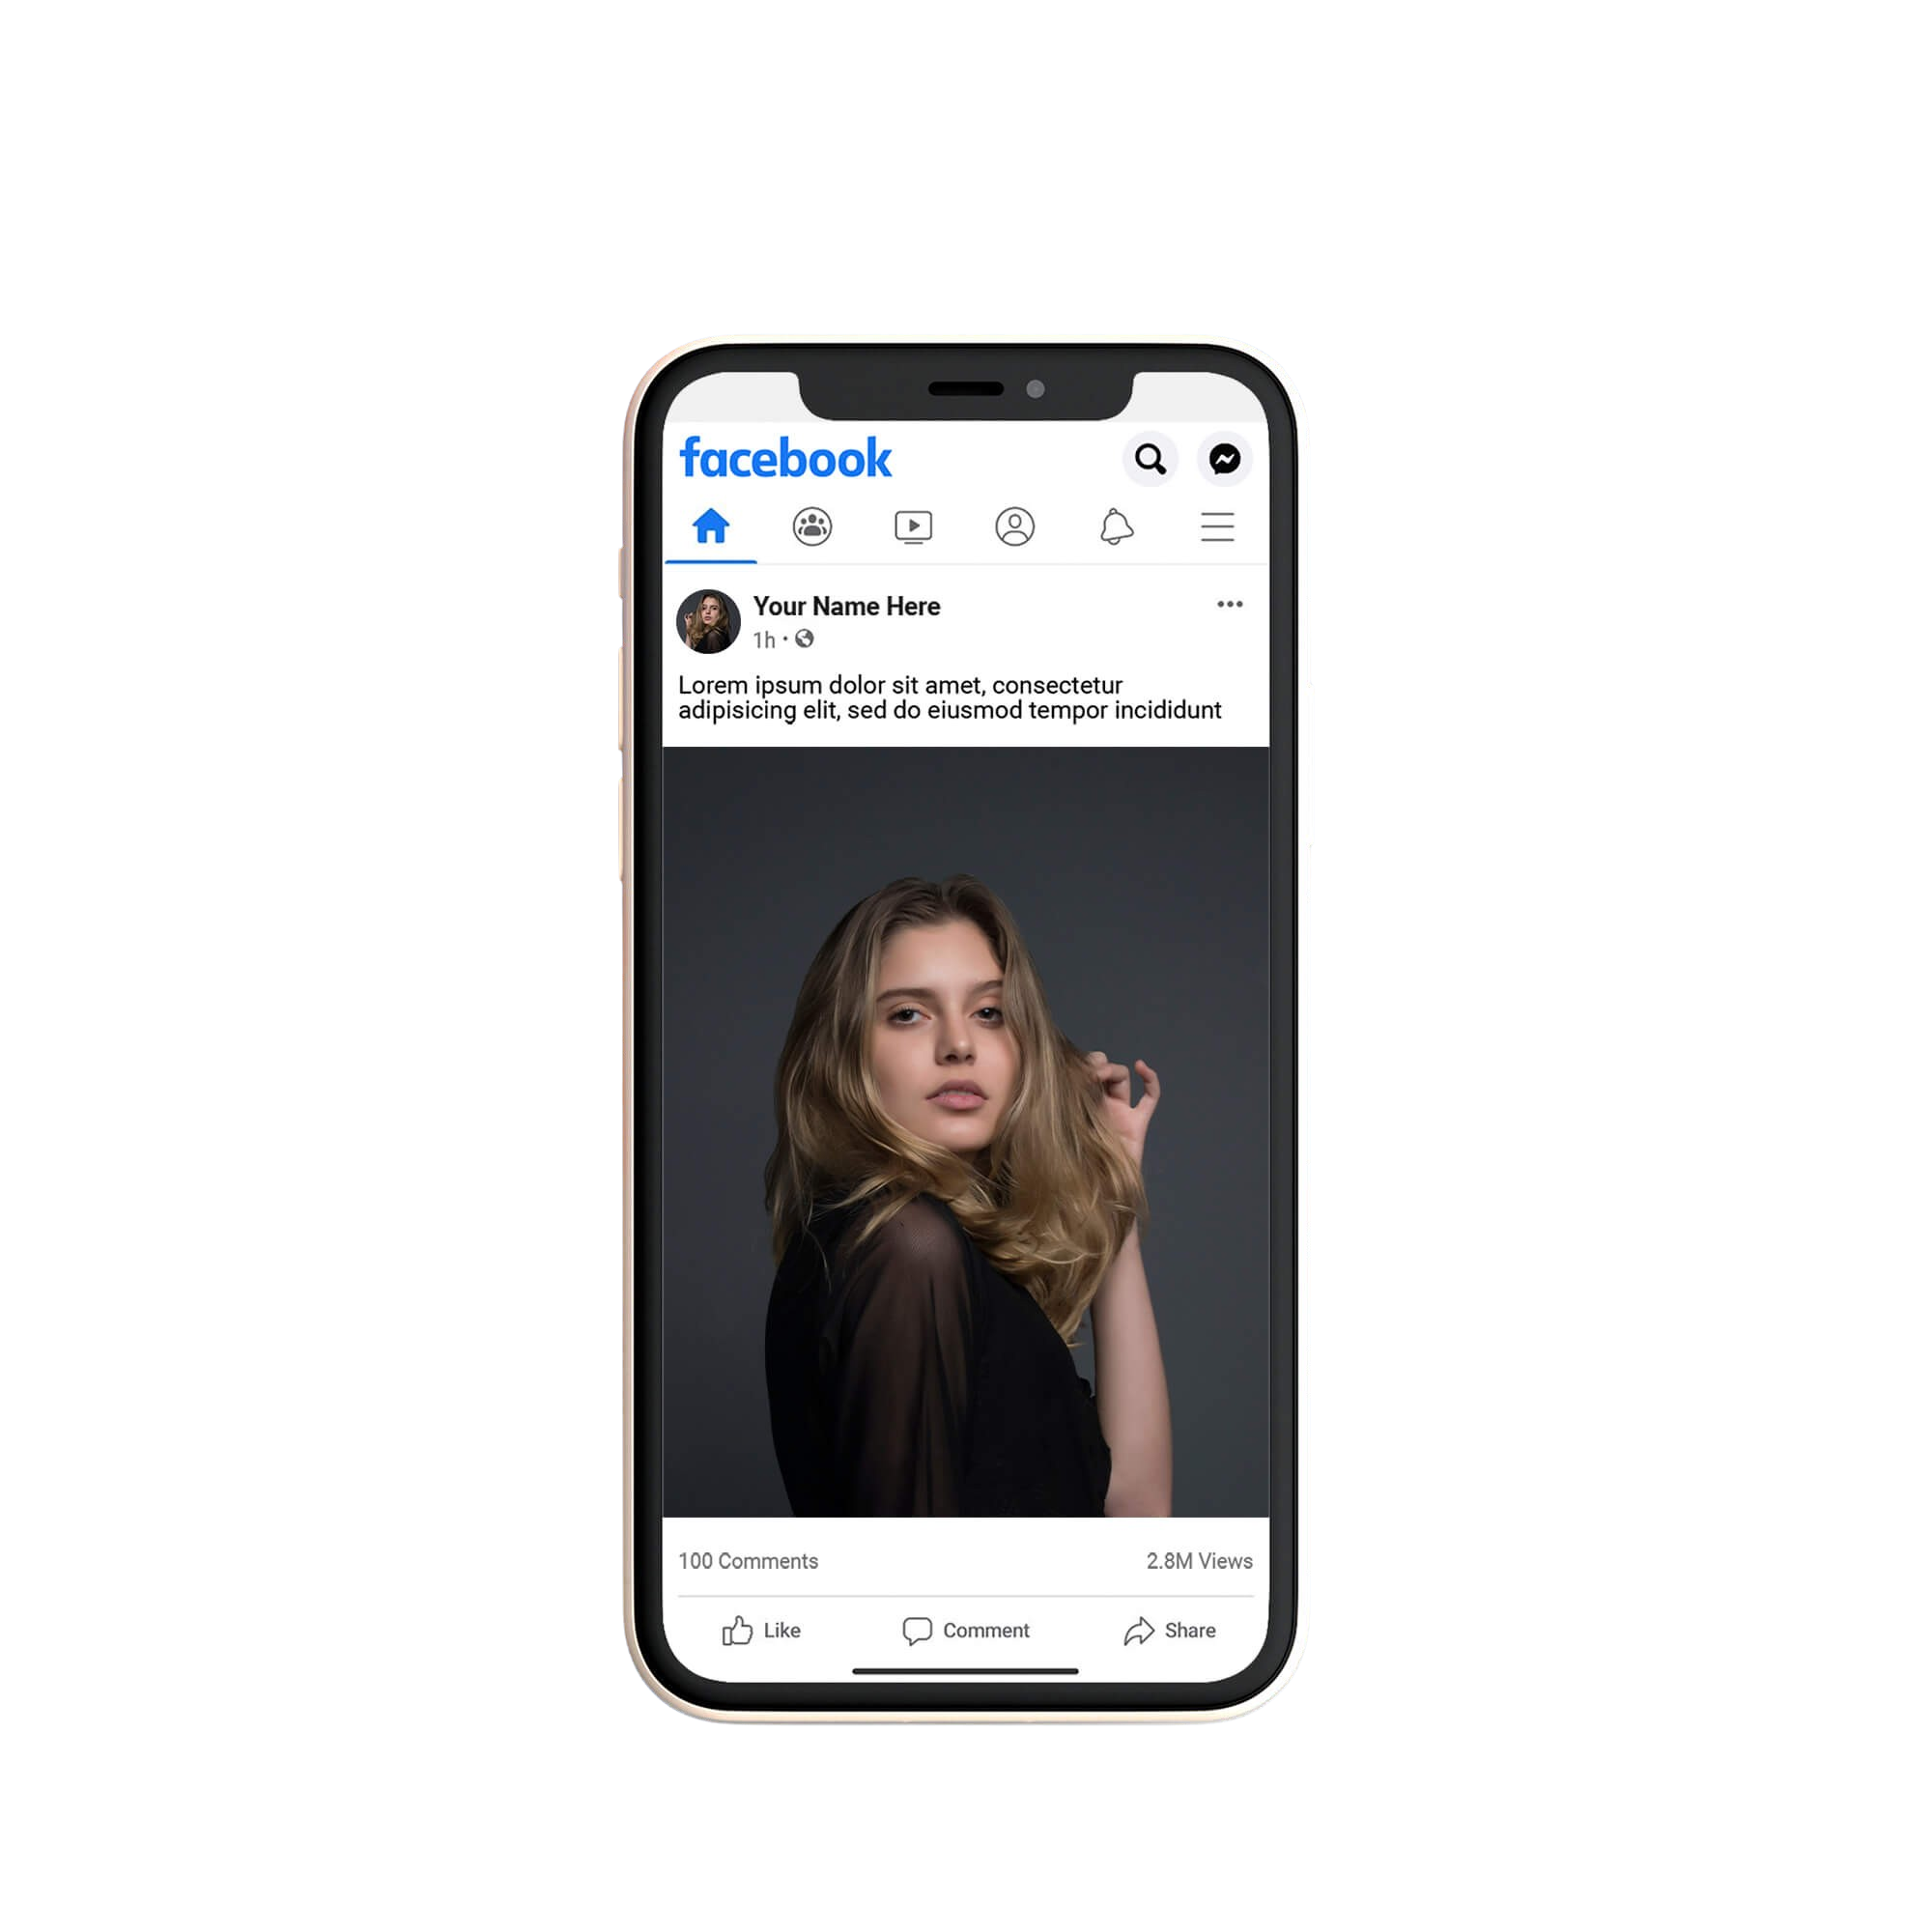 facebook
Your Name Here
1h •
Lorem ipsum dolor sit amet, consectetur
adipisicing elit, sed do eiusmod tempor incididunt
100 Comments
2.8M Views
Like
Comment
Share